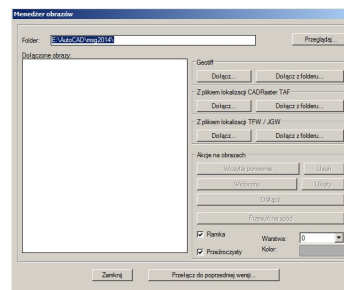 Menedżer obrazów
Folder:
E:\AutoCAD\msg2014\
Przeglądaj...
Dołączone obrazy:
Geotiff
Dołącz...
Dołącz z folderu...
Z plikiem lokalizacji CADRaster TAF
Dołącz...
Dołącz z folderu...
Z plikiem lokalizacji TFW / JGW
Dołącz...
Dołącz z folderu...
Akcje na obrazach
Wczytaj ponownie
Usuń
Widoczny
Ukryty
Odłącz
Przesuń na spód
Ramka
Warstwa:
0
Przeźroczysty
Kolor:
Zamknij
Przełącz do poprzedniej wersji...